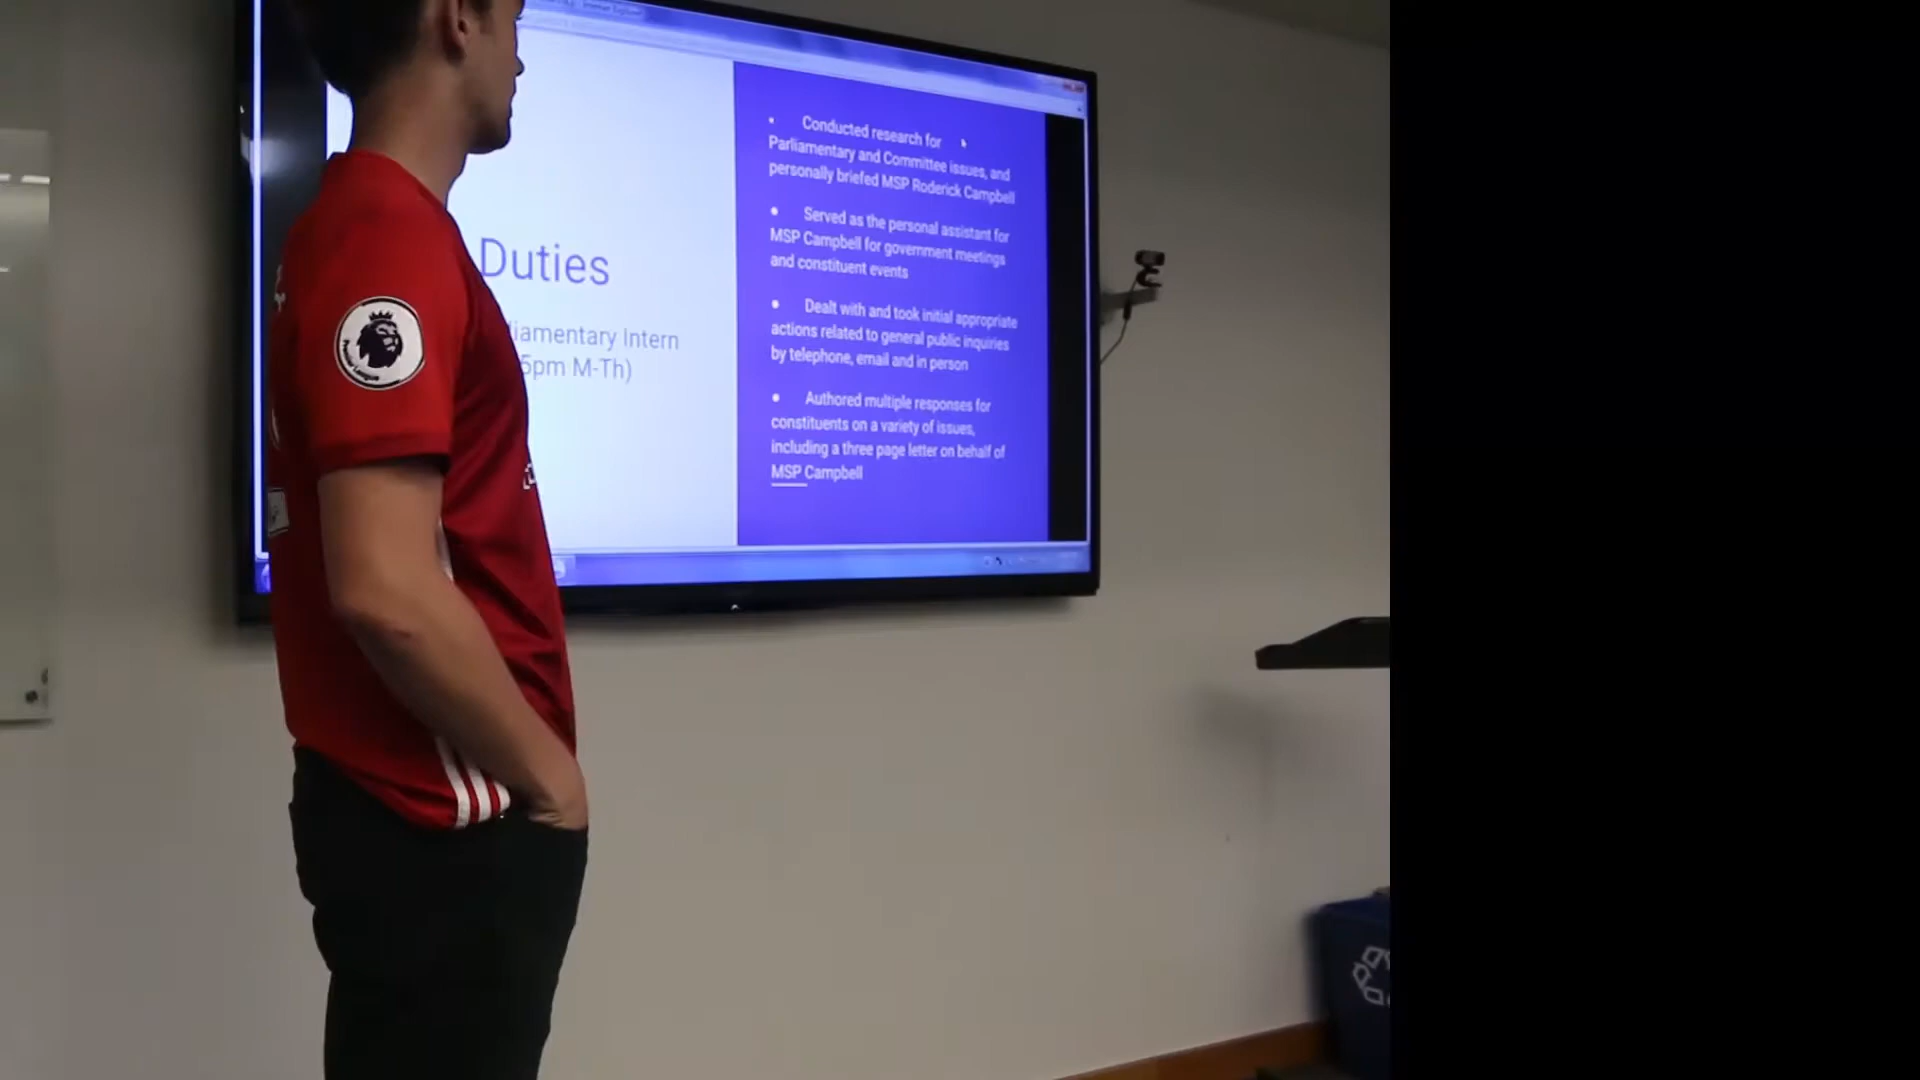 Duties
liamentary Intern
5pm M-Th)
• Conducted research for
Parliamentary and Committee issues, and
personally briefed MSP Roderick Campbell
• Served as the personal assistant for
MSP Campbell for government meetings
and constituent events
• Dealt with and took initial appropriate
actions related to general public inquiries
by telephone, email and in person
• Authored multiple responses for
constituents on a variety of issues,
including a three page letter on behalf of
MSP Campbell
Premier League